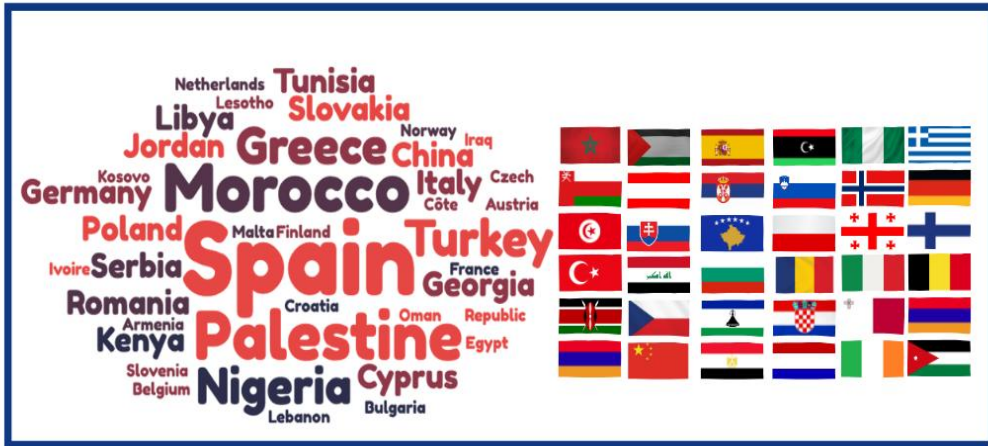 Netherlands Tunisia
Lesotho Slovakia
Libya Norway Iraq
Jordan Greece China
Kosovo Morocco Italy Czech
Germany Côte Austria
Poland Malta Finland Turkey
Ivoire Serbia Spain France
Romania Croatia Georgia
Armenia Oman Republic
Kenya Palestine Egypt
Slovenia Cyprus
Belgium Nigeria
Lebanon Bulgaria